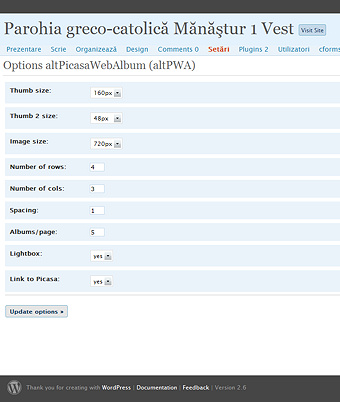 Parohia greco-catolică Mănăştur 1 Vest Visit Site
Prezentare Scrie Organizează Design Comments 0 Setări Plugins 2 Utilizatori cforms
Options altPicasaWebAlbum (altPWA)
Thumb size: 160px
Thumb 2 size: 48px
Image size: 720px
Number of rows: 4
Number of cols: 3
Spacing: 1
Albums/page: 5
Lightbox: yes
Link to Picasa: yes
Update options »
Thank you for creating with WordPress | Documentation | Feedback | Version 2.6